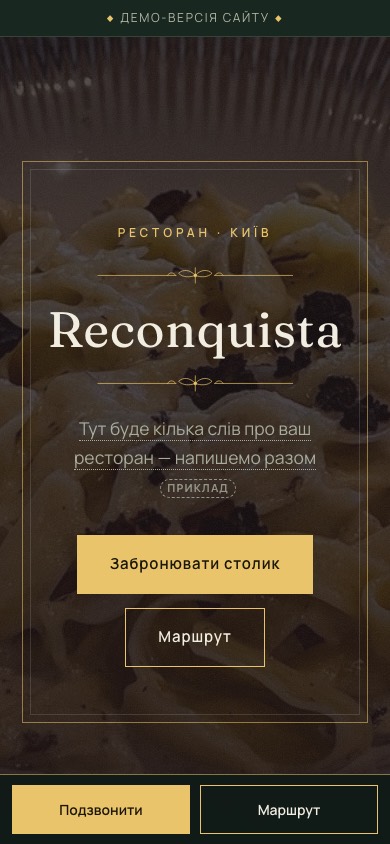 ◆ ДЕМО-ВЕРСІЯ САЙТУ ◆
РЕСТОРАН · КИЇВ
Reconquista
Тут буде кілька слів про ваш
ресторан — напишемо разом
ПРИКЛАД
Забронювати столик
Маршрут
Подзвонити
Маршрут